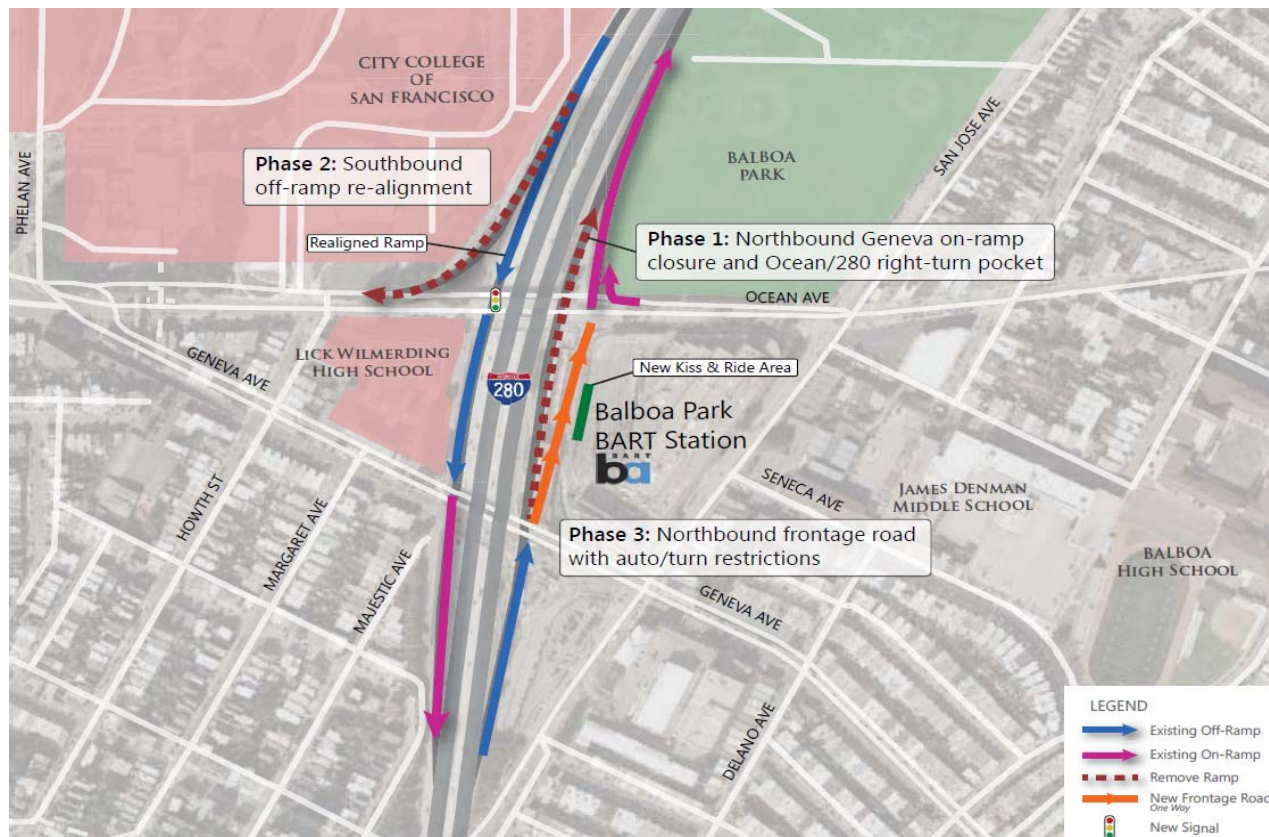 CITY COLLEGE
OF
SAN FRANCISCO
PHELAN AVE
Phase 2: Southbound
off-ramp re-alignment
Realigned Ramp
BALBOA
PARK
SAN JOSE AVE
Phase 1: Northbound Geneva on-ramp
closure and Ocean/280 right-turn pocket
OCEAN AVE
GENEVA AVE
LICK WILMERDING
HIGH SCHOOL
INTERSTATE
280
New Kiss & Ride Area
Balboa Park
BART Station
BART
ba
HOWTH ST
MARGARET AVE
MAJESTIC AVE
SENECA AVE
JAMES DENMAN
MIDDLE SCHOOL
BALBOA
HIGH SCHOOL
Phase 3: Northbound frontage road
with auto/turn restrictions
GENEVA AVE
DELANO AVE
LEGEND
Existing Off-Ramp
Existing On-Ramp
Remove Ramp
New Frontage Road
One Way
New Signal